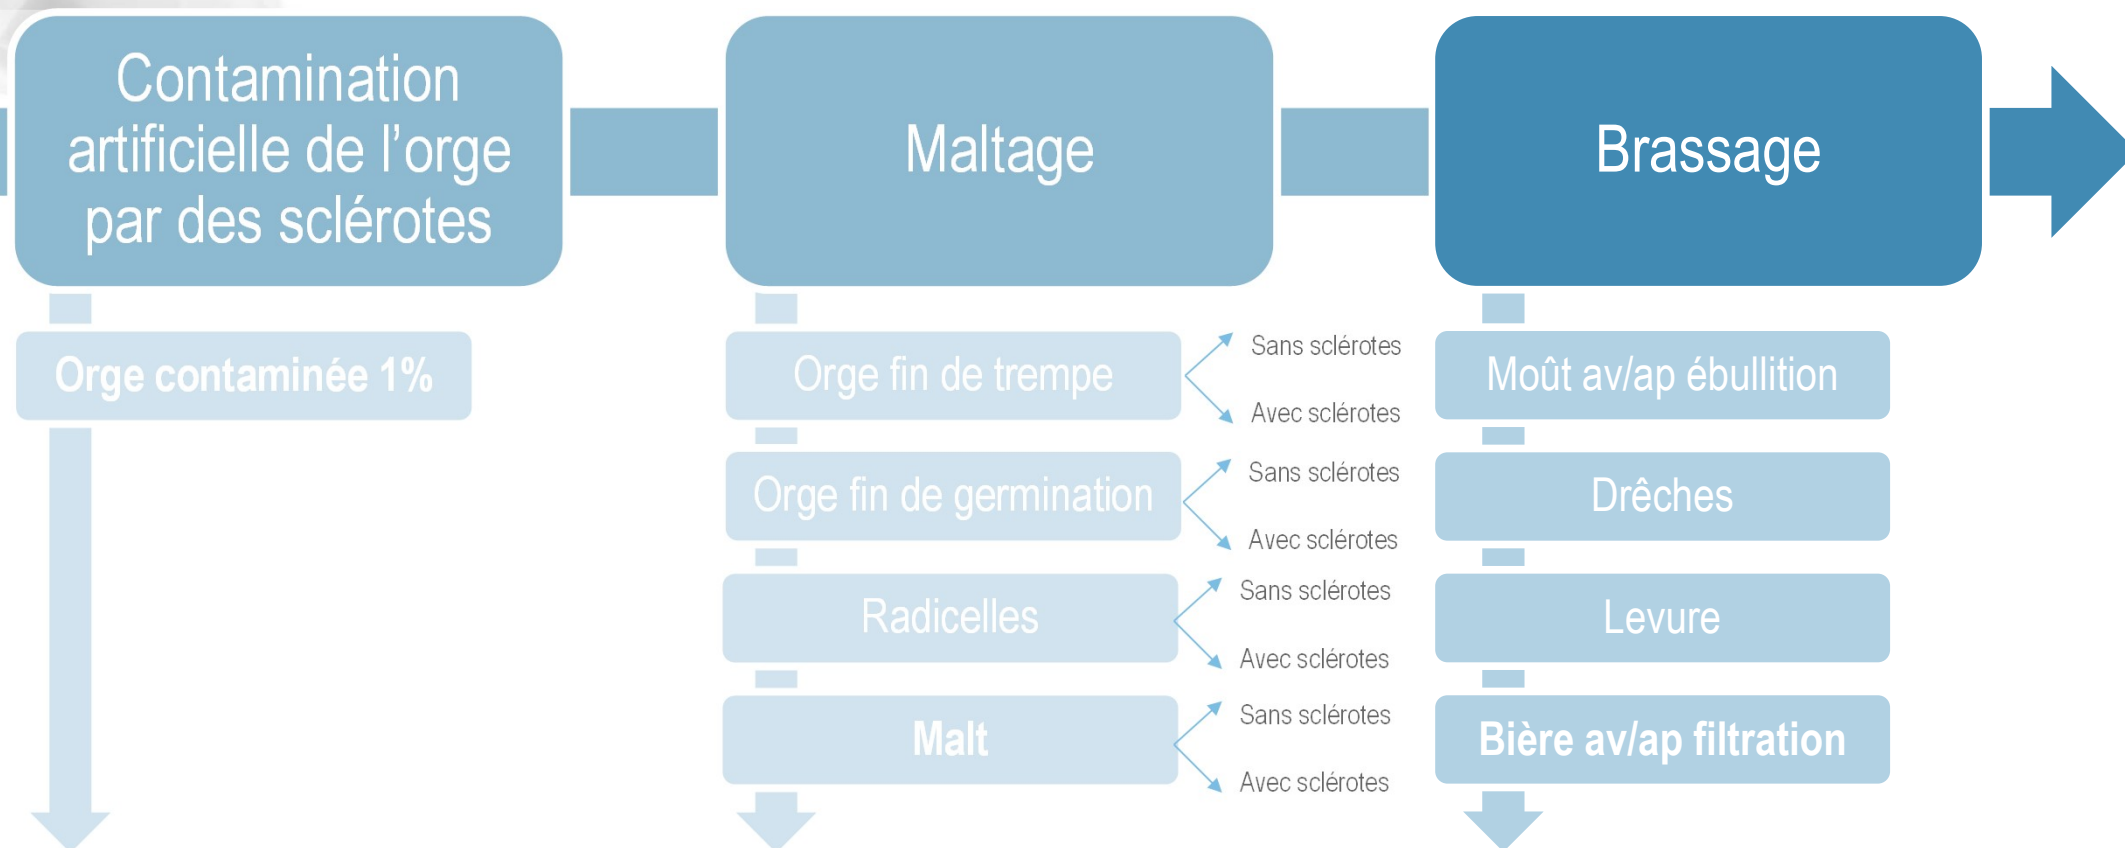 Contamination
artificielle de l’orge
par des sclérotes
Maltage
Brassage
Orge contaminée 1%
Orge fin de trempe
Sans sclérotes
Avec sclérotes
Orge fin de germination
Sans sclérotes
Avec sclérotes
Radicelles
Sans sclérotes
Avec sclérotes
Malt
Sans sclérotes
Avec sclérotes
Moût av/ap ébullition
Drêches
Levure
Bière av/ap filtration